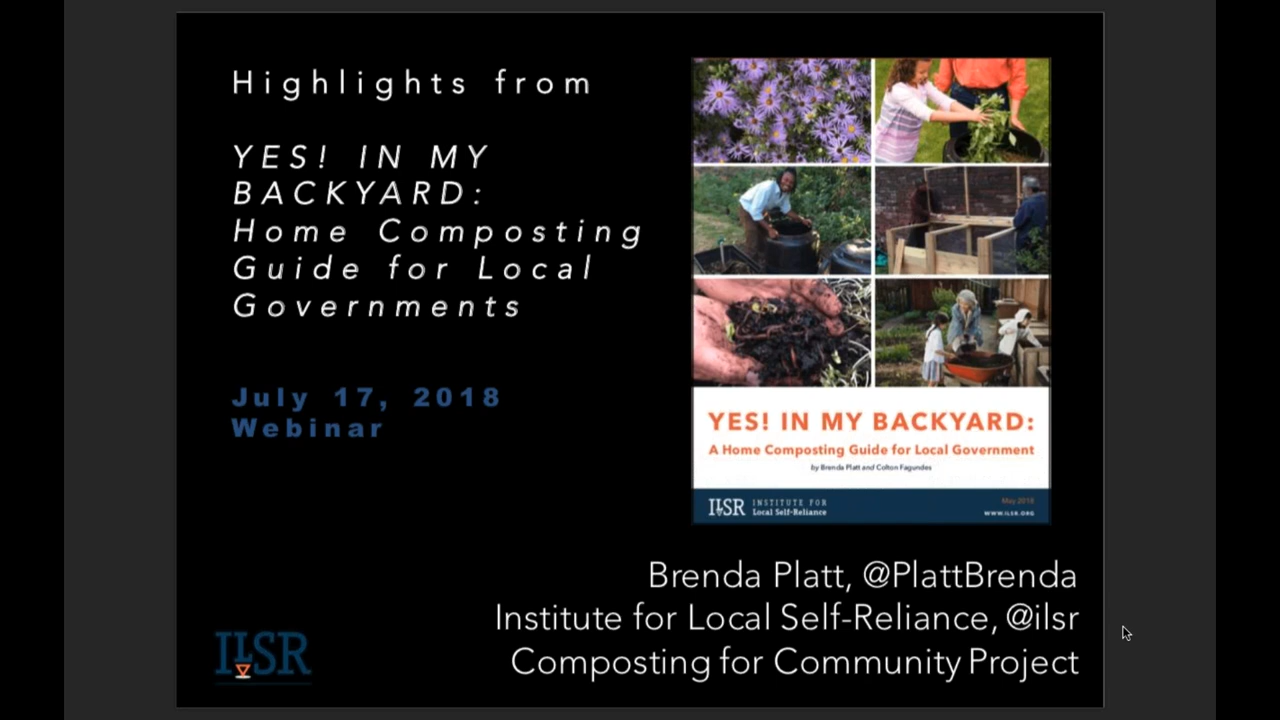 Highlights from
YES! IN MY
BACKYARD:
Home Composting
Guide for Local
Governments
July 17, 2018
Webinar
YES! IN MY BACKYARD:
A Home Composting Guide for Local Government
by Brenda Platt and Colton Fagundes
ILSR INSTITUTE FOR
Local Self-Reliance
May 2018
WWW.ILSR.ORG
Brenda Platt, @PlattBrenda
Institute for Local Self-Reliance, @ilsr
Composting for Community Project
ILSR